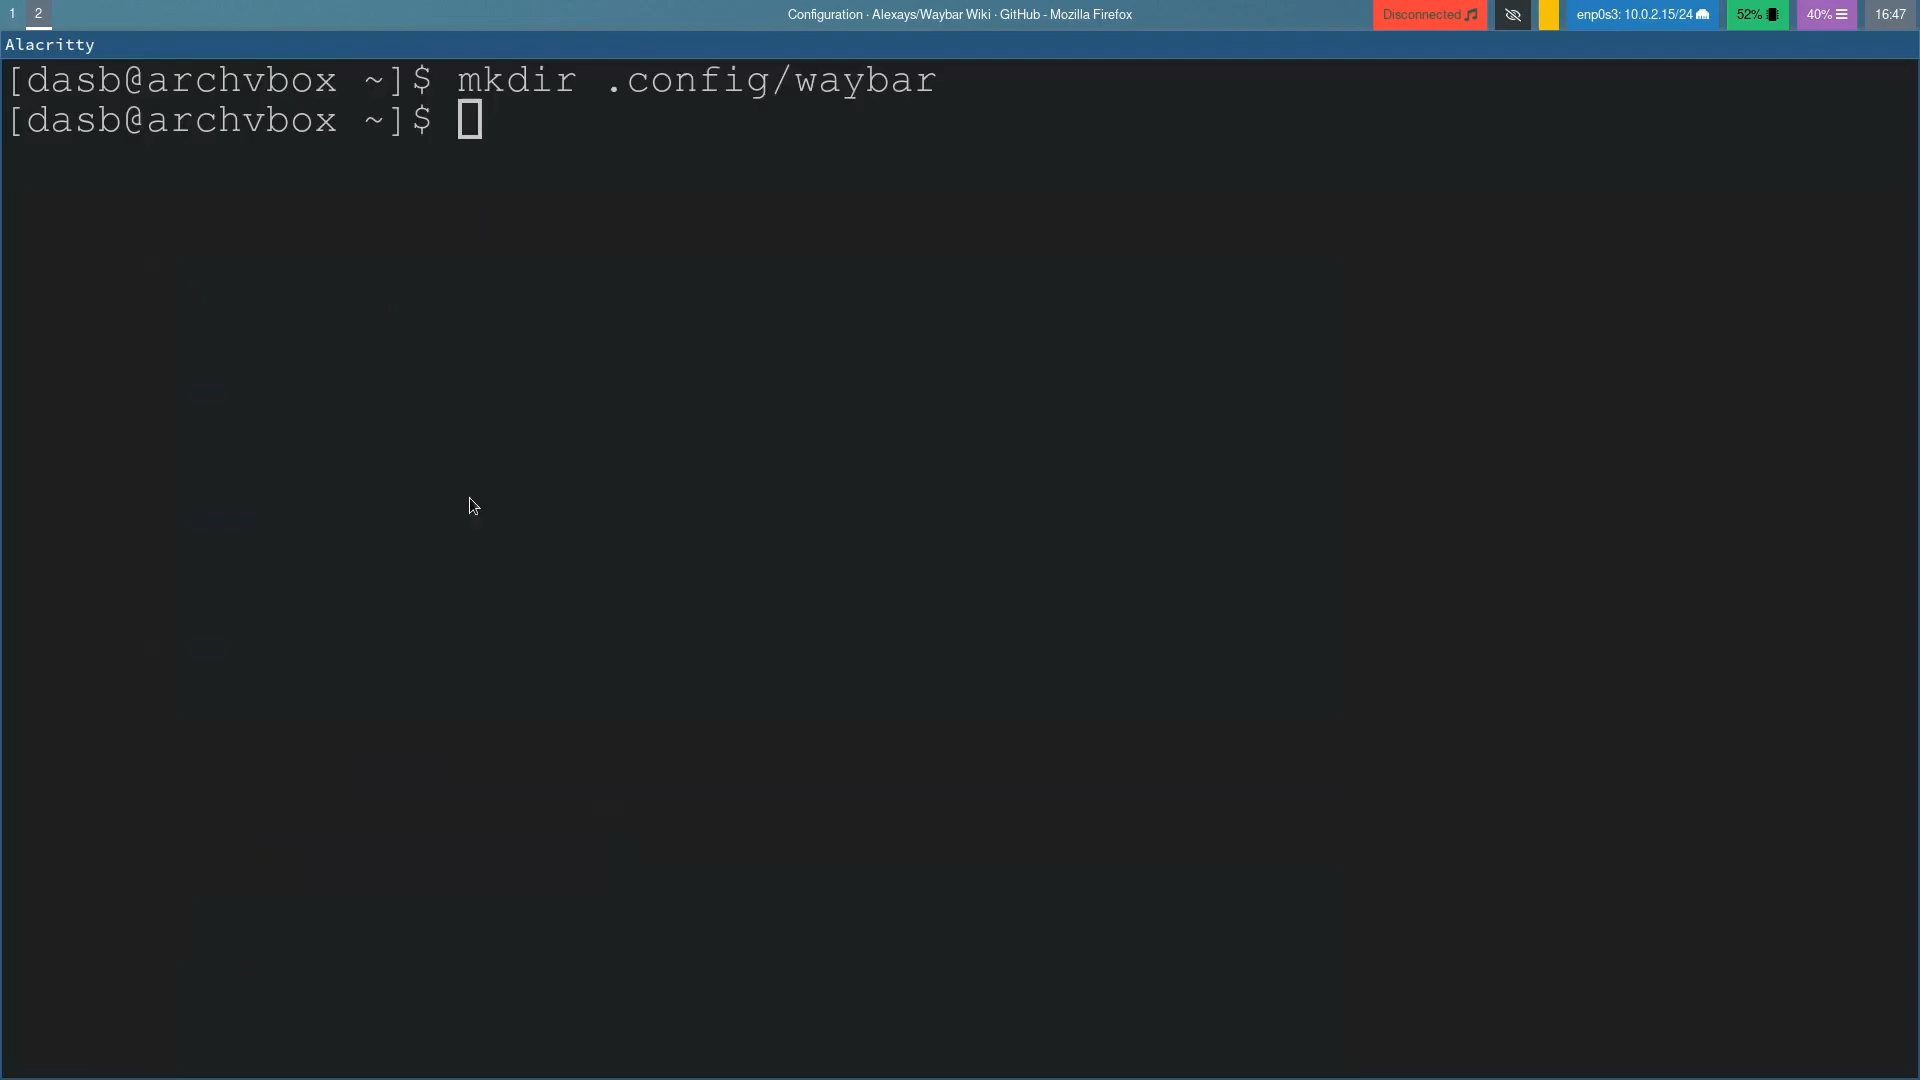 1 2 Configuration · Alexays/Waybar Wiki · GitHub - Mozilla Firefox Disconnected enp0s3: 10.0.2.15/24 52% 40% 16:47
Alacritty
[dasb@archvbox ~]$ mkdir .config/waybar
[dasb@archvbox ~]$